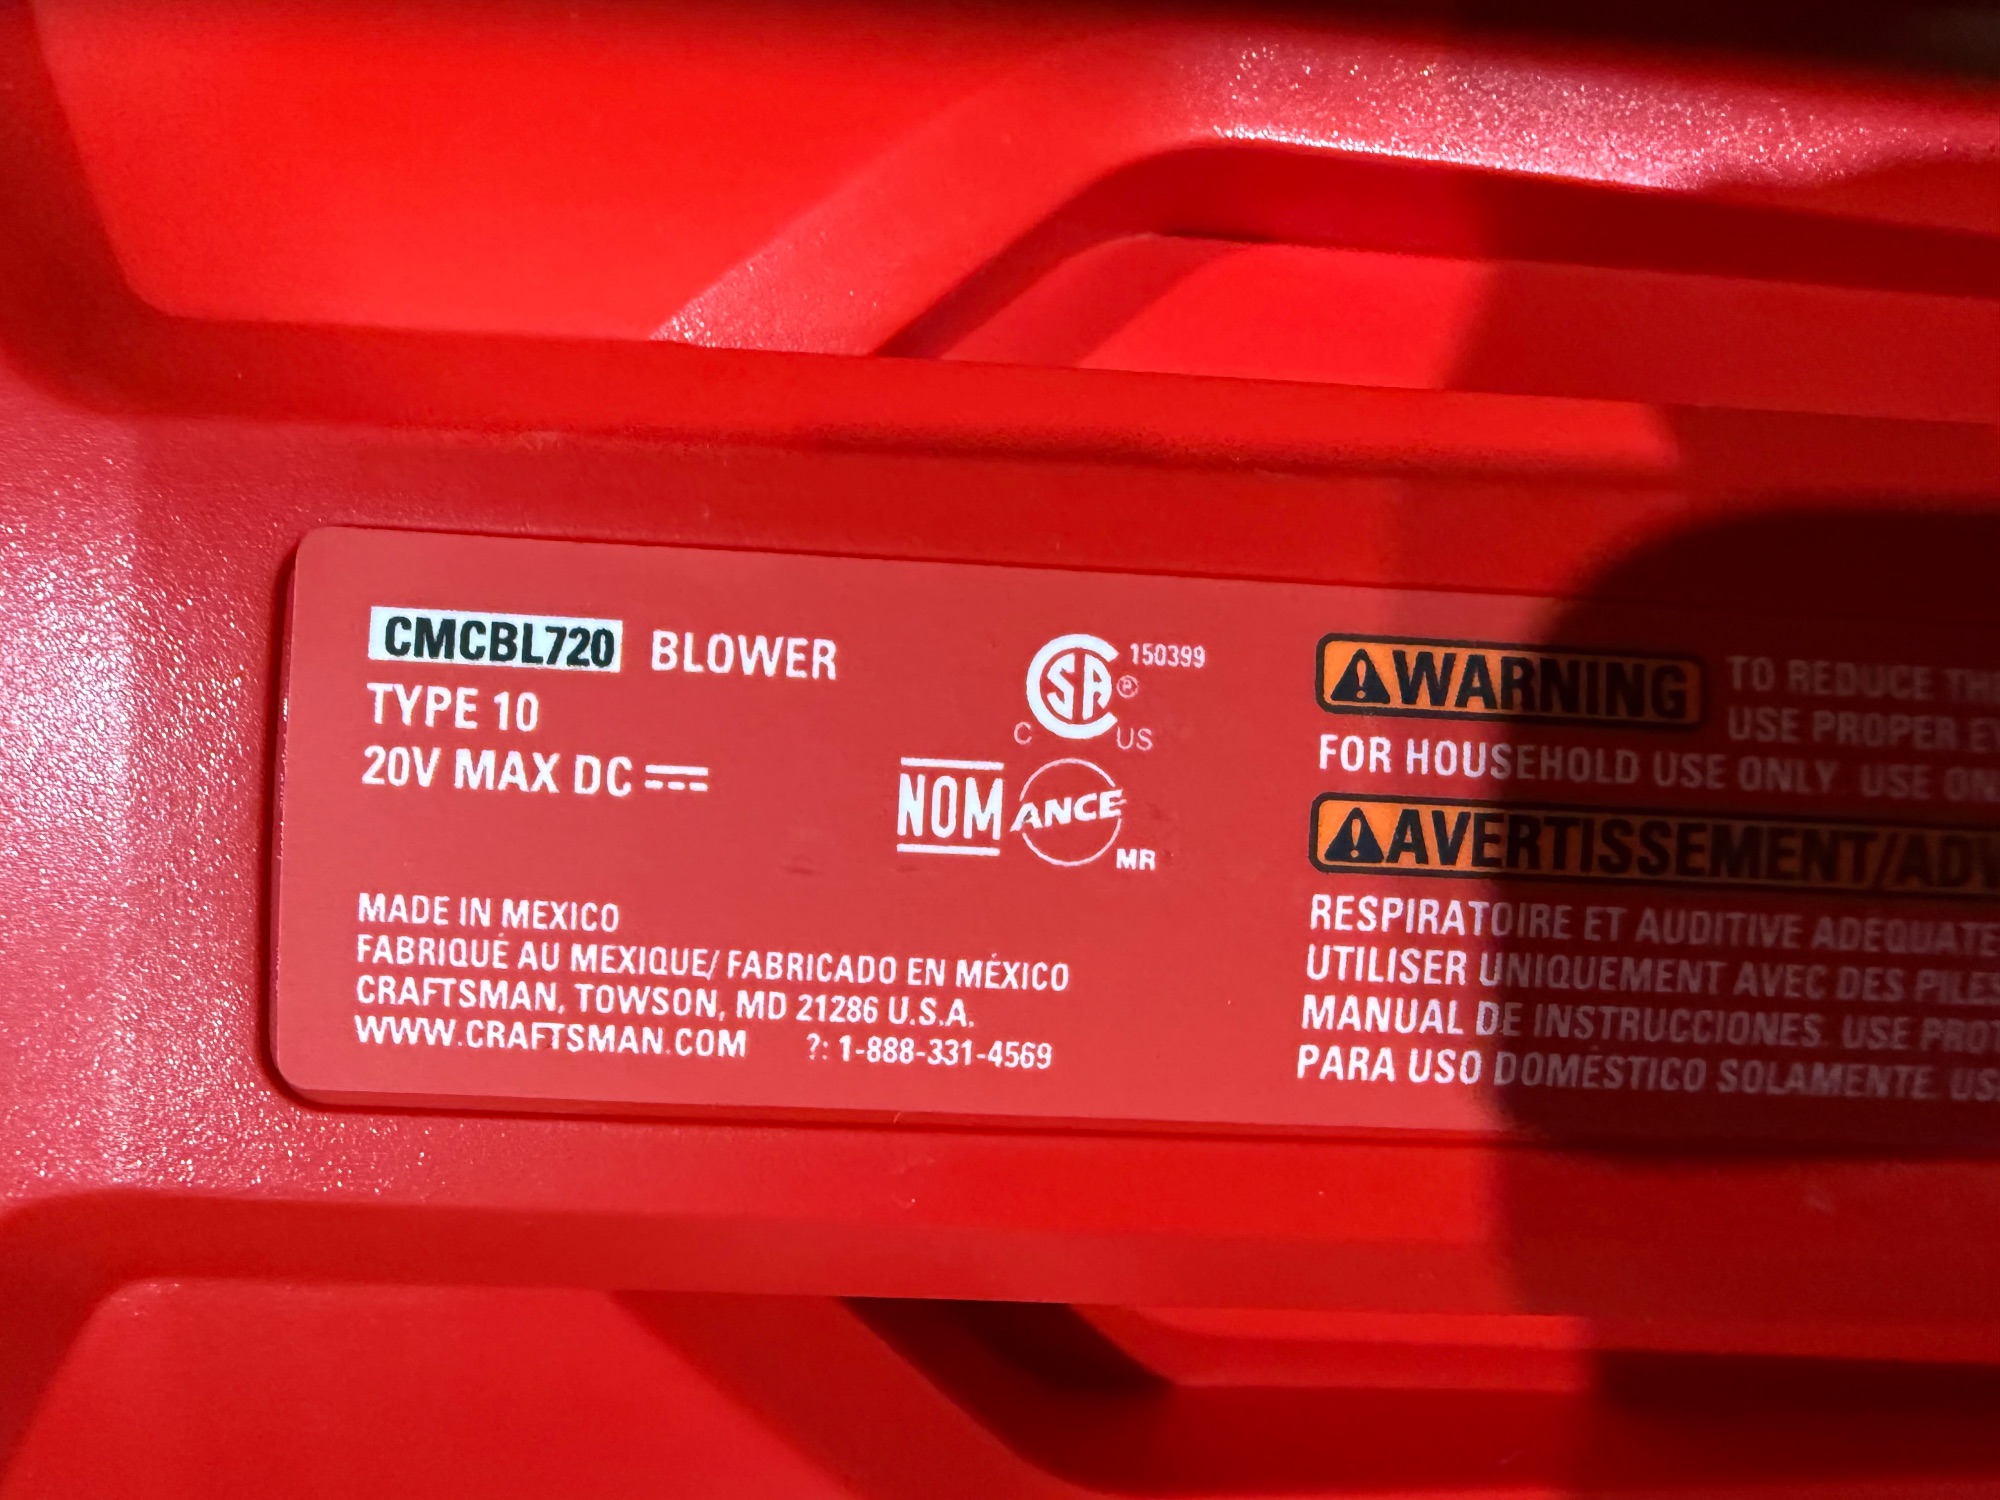 CMCBL720 BLOWER
TYPE 10
20V MAX DC
MADE IN MEXICO
FABRIQUÉ AU MEXIQUE/ FABRICADO EN MÉXICO
CRAFTSMAN, TOWSON, MD 21286 U.S.A.
WWW.CRAFTSMAN.COM ?: 1-888-331-4569
CSA ® 150399
C US
NOM ANCE
MR
WARNING TO REDUCE
USE PROPER
FOR HOUSEHOLD USE ONLY. USE
AVERTISSEMENT/
RESPIRATOIRE ET AUDITIVE
UTILISER UNIQUEMENT AVEC DES
MANUAL DE INSTRUCCIONES. USE
PARA USO DOMÉSTICO SOLAMENTE.